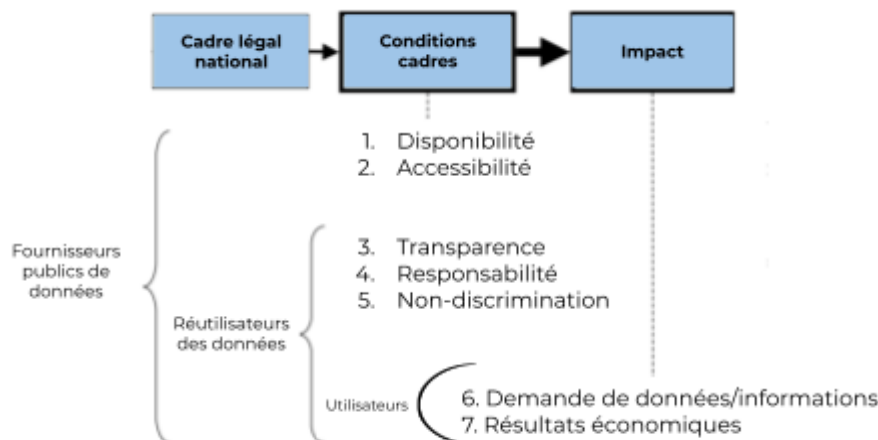 Cadre légal
national
Conditions
cadres
Impact
1. Disponibilité
2. Accessibilité
Fournisseurs
publics de
données
3. Transparence
4. Responsabilité
5. Non-discrimination
Réutilisateurs
des données
Utilisateurs
6. Demande de données/informations
7. Résultats économiques